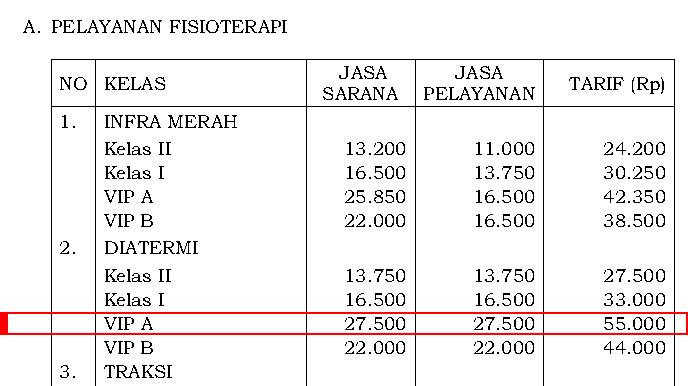 A. PELAYANAN FISIOTERAPI
NO KELAS JASA SARANA JASA PELAYANAN TARIF (Rp)
1. INFRA MERAH
Kelas II 13.200 11.000 24.200
Kelas I 16.500 13.750 30.250
VIP A 25.850 16.500 42.350
VIP B 22.000 16.500 38.500
2. DIATERMI
Kelas II 13.750 13.750 27.500
Kelas I 16.500 16.500 33.000
VIP A 27.500 27.500 55.000
VIP B 22.000 22.000 44.000
3. TRAKSI